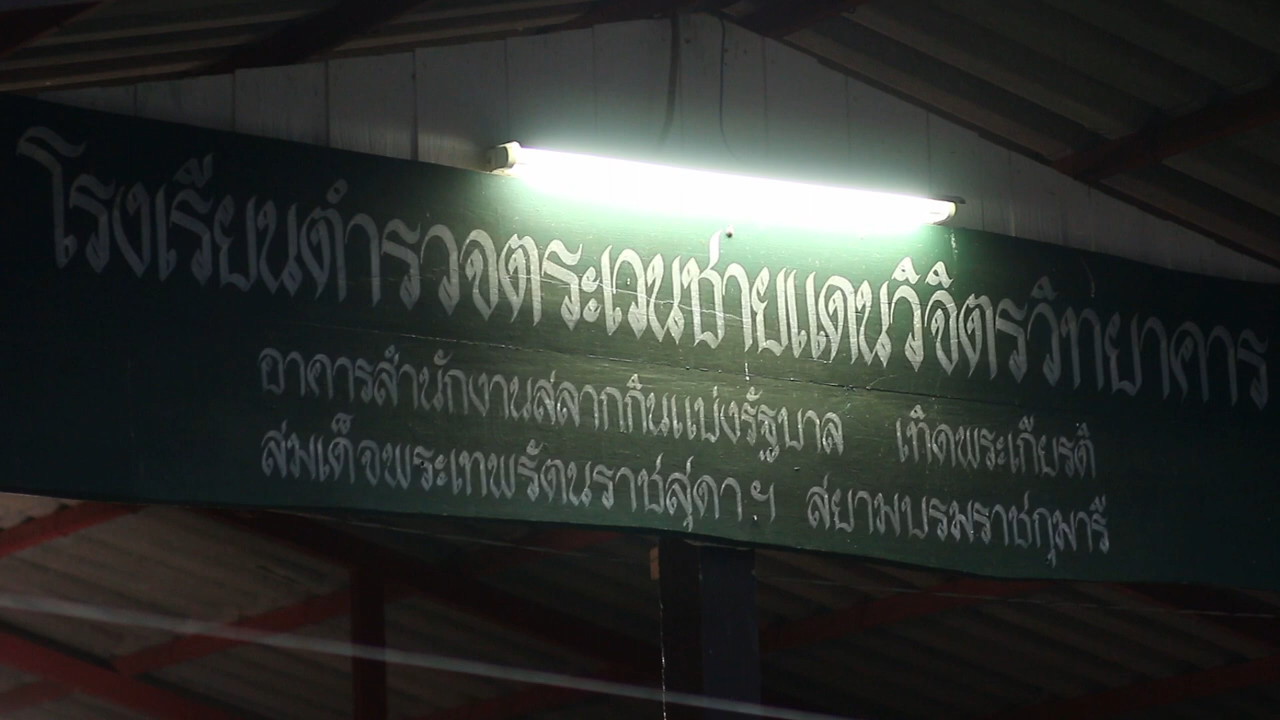 โรงเรียนตำรวจตระเวนชายแดนวิจิตรวิทยาคาร
อาคารสำนักงานสลากกินแบ่งรัฐบาล เทิดพระเกียรติ
สมเด็จพระเทพรัตนราชสุดาฯ สยามบรมราชกุมารี